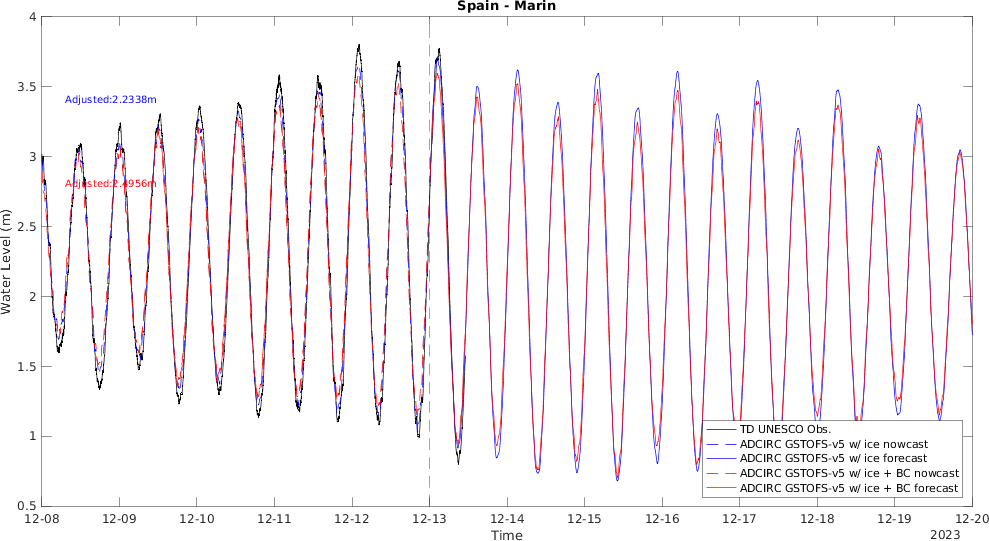 Spain - Marin
4
3.5
3
2.5
2
1.5
1
0.5
Water Level (m)
Adjusted:2.2338m
Adjusted:2.4956m
TD UNESCO Obs.
ADCIRC GSTOFS-v5 w/ ice nowcast
ADCIRC GSTOFS-v5 w/ ice forecast
ADCIRC GSTOFS-v5 w/ ice + BC nowcast
ADCIRC GSTOFS-v5 w/ ice + BC forecast
12-08 12-09 12-10 12-11 12-12 12-13 12-14 12-15 12-16 12-17 12-18 12-19 12-20
Time
2023